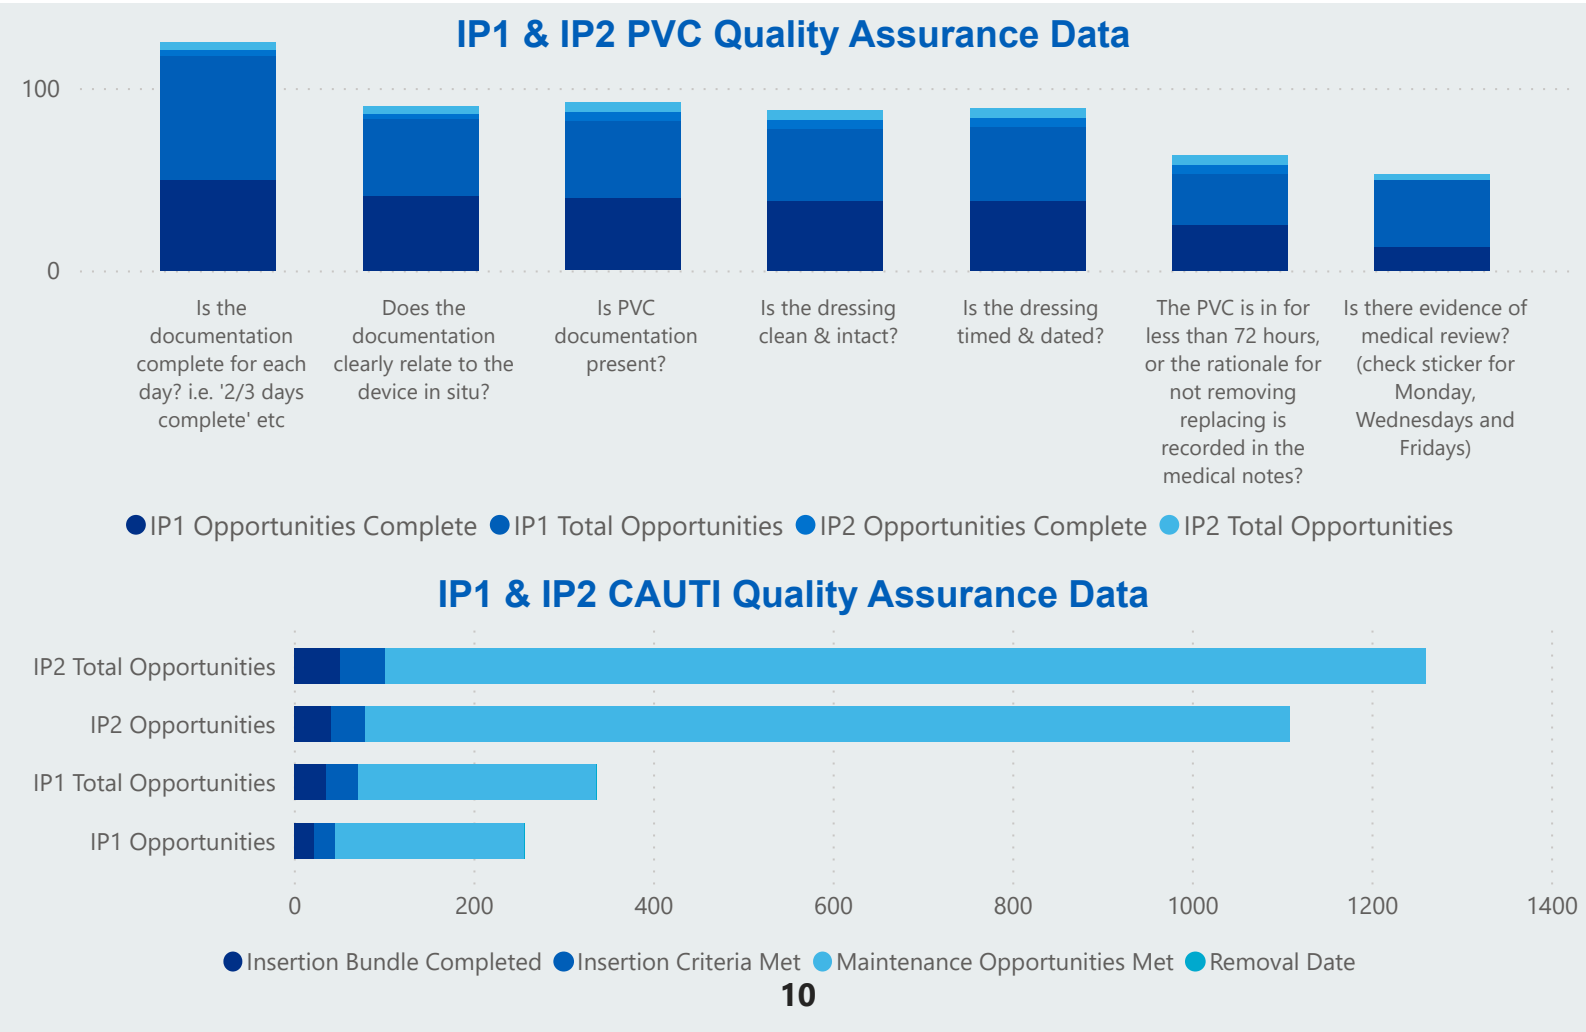 IP1 & IP2 PVC Quality Assurance Data
100
0
Is the
documentation
complete for each
day? i.e. '2/3 days
complete' etc
Does the
documentation
clearly relate to the
device in situ?
Is PVC
documentation
present?
Is the dressing
clean & intact?
Is the dressing
timed & dated?
The PVC is in for
less than 72 hours,
or the rationale for
not removing
replacing is
recorded in the
medical notes?
Is there evidence of
medical review?
(check sticker for
Monday,
Wednesdays and
Fridays)
IP1 Opportunities Complete IP1 Total Opportunities IP2 Opportunities Complete IP2 Total Opportunities
IP1 & IP2 CAUTI Quality Assurance Data
IP2 Total Opportunities
IP2 Opportunities
IP1 Total Opportunities
IP1 Opportunities
0 200 400 600 800 1000 1200 1400
Insertion Bundle Completed Insertion Criteria Met Maintenance Opportunities Met Removal Date
10